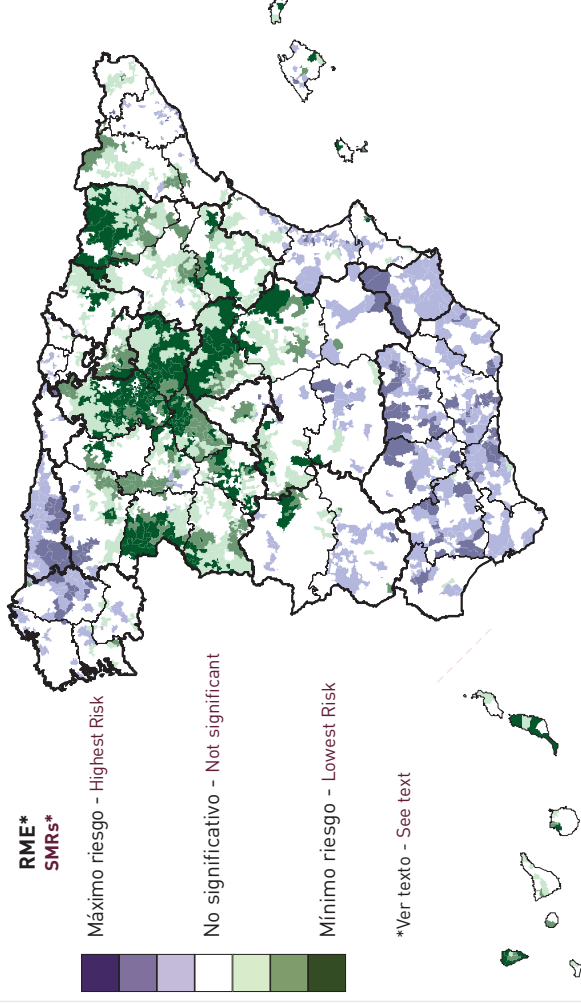 RME*
SMRs*
Máximo riesgo - Highest Risk
No significativo - Not significant
Mínimo riesgo - Lowest Risk
*Ver texto - See text